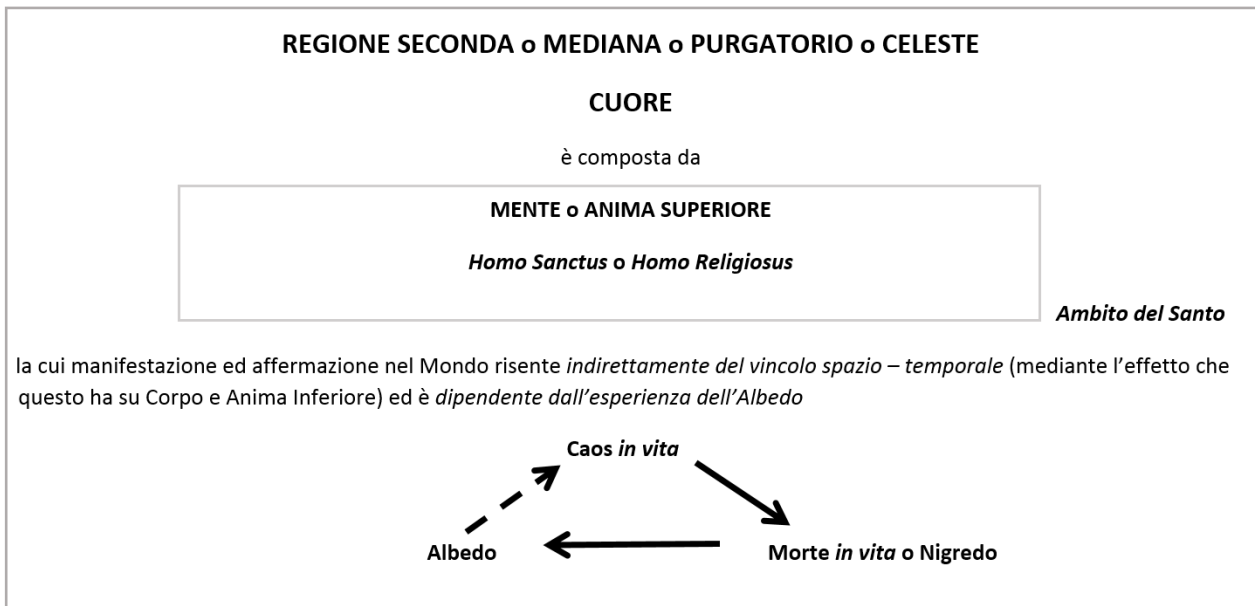 REGIONE SECONDA o MEDIANA o PURGATORIO o CELESTE
CUORE
è composta da
MENTE o ANIMA SUPERIORE
Homo Sanctus o Homo Religiosus
Ambito del Santo
la cui manifestazione ed affermazione nel Mondo risente indirettamente del vincolo spazio – temporale (mediante l'effetto che
questo ha su Corpo e Anima Inferiore) ed è dipendente dall'esperienza dell'Albedo
Caos in vita
Albedo
Morte in vita o Nigredo